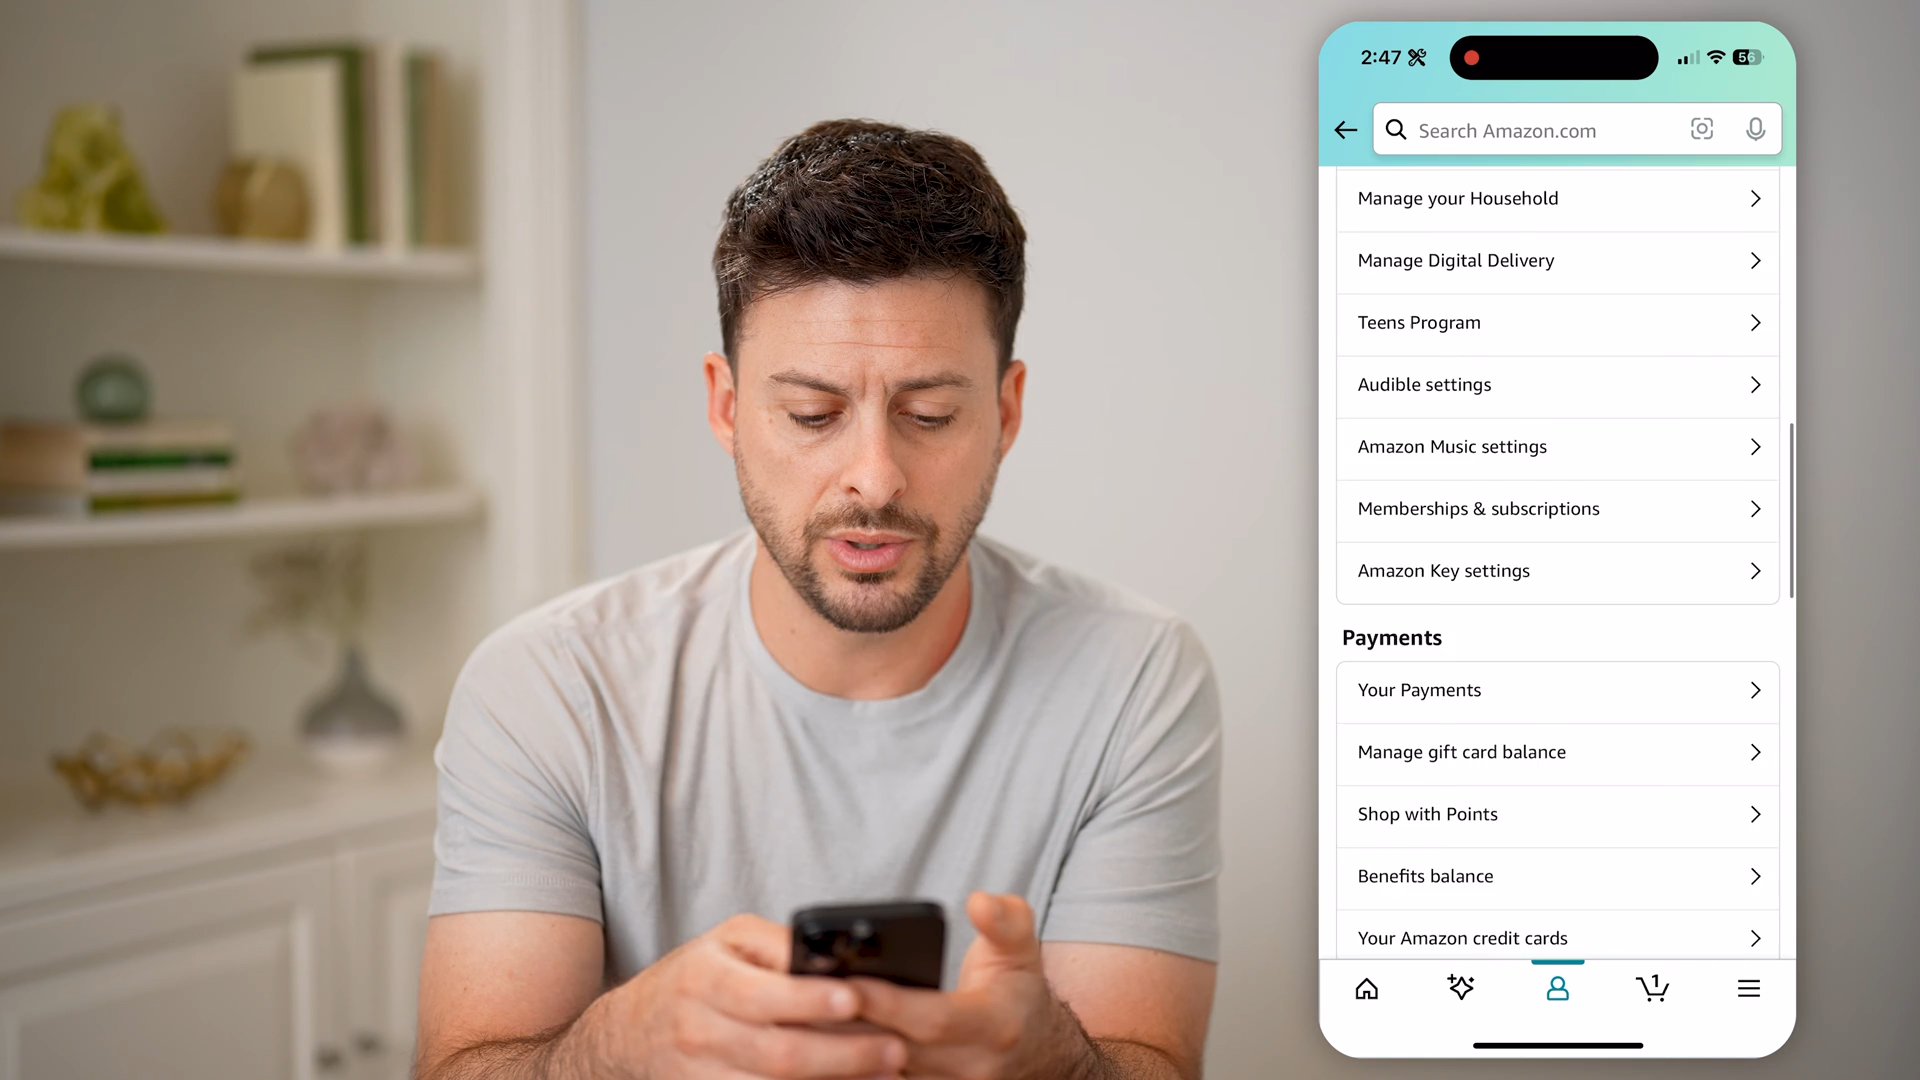 2:47
56
Search Amazon.com
Manage your Household
Manage Digital Delivery
Teens Program
Audible settings
Amazon Music settings
Memberships & subscriptions
Amazon Key settings
Payments
Your Payments
Manage gift card balance
Shop with Points
Benefits balance
Your Amazon credit cards
1